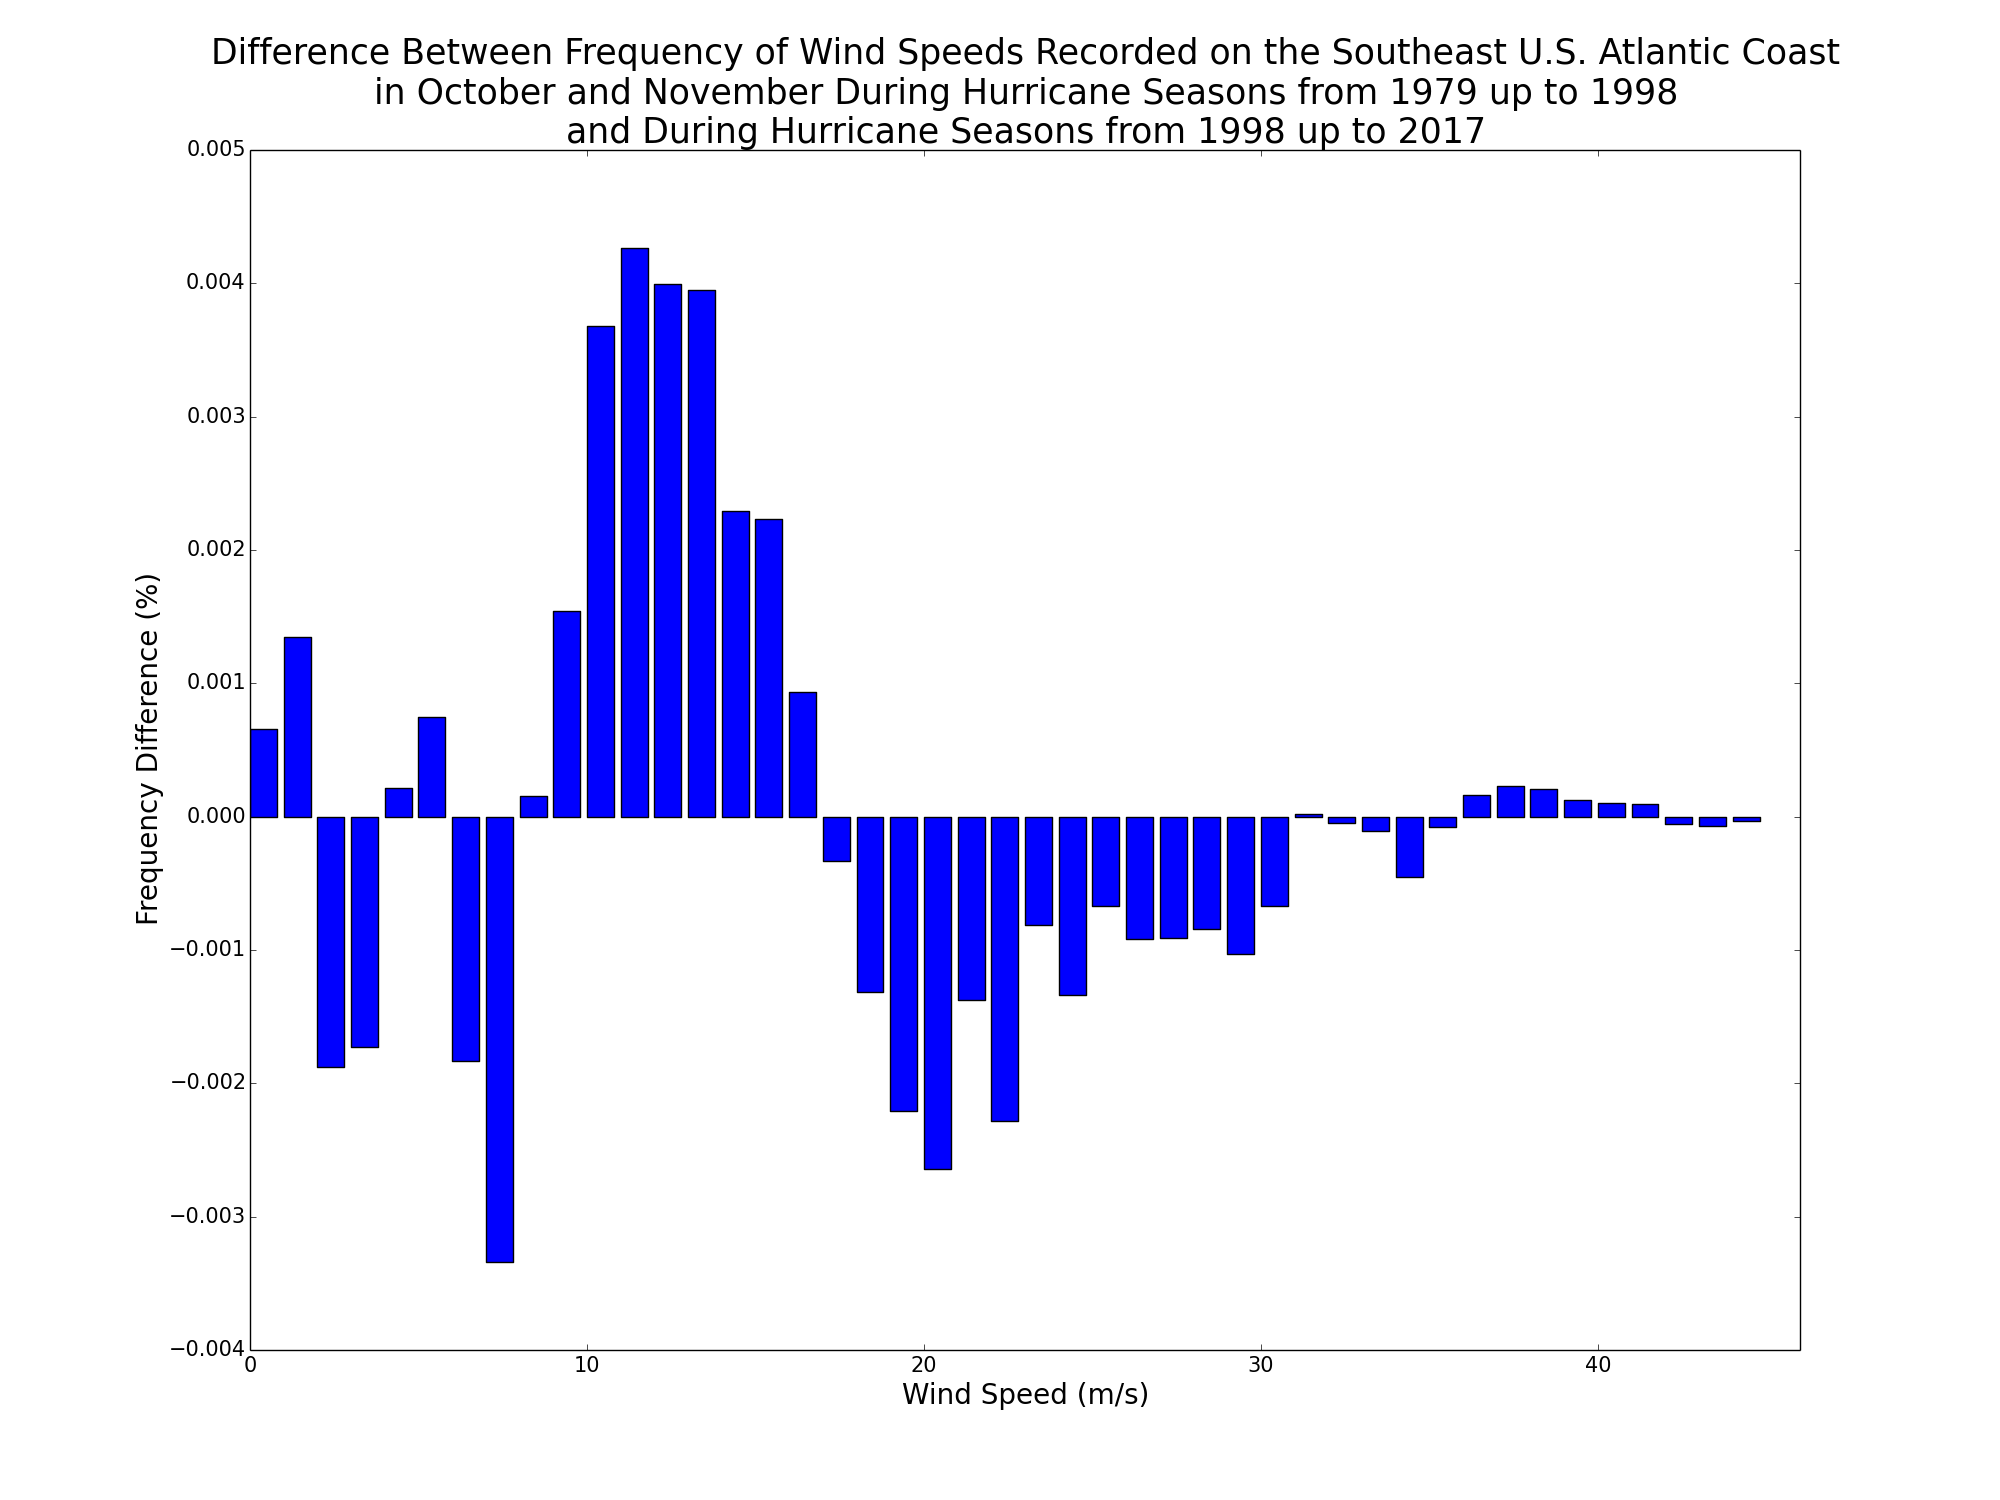 Difference Between Frequency of Wind Speeds Recorded on the Southeast U.S. Atlantic Coast
in October and November During Hurricane Seasons from 1979 up to 1998
and During Hurricane Seasons from 1998 up to 2017
0.005
0.004
0.003
0.002
0.001
0.000
−0.001
−0.002
−0.003
−0.004
Frequency Difference (%)
0 10 20 30 40
Wind Speed (m/s)